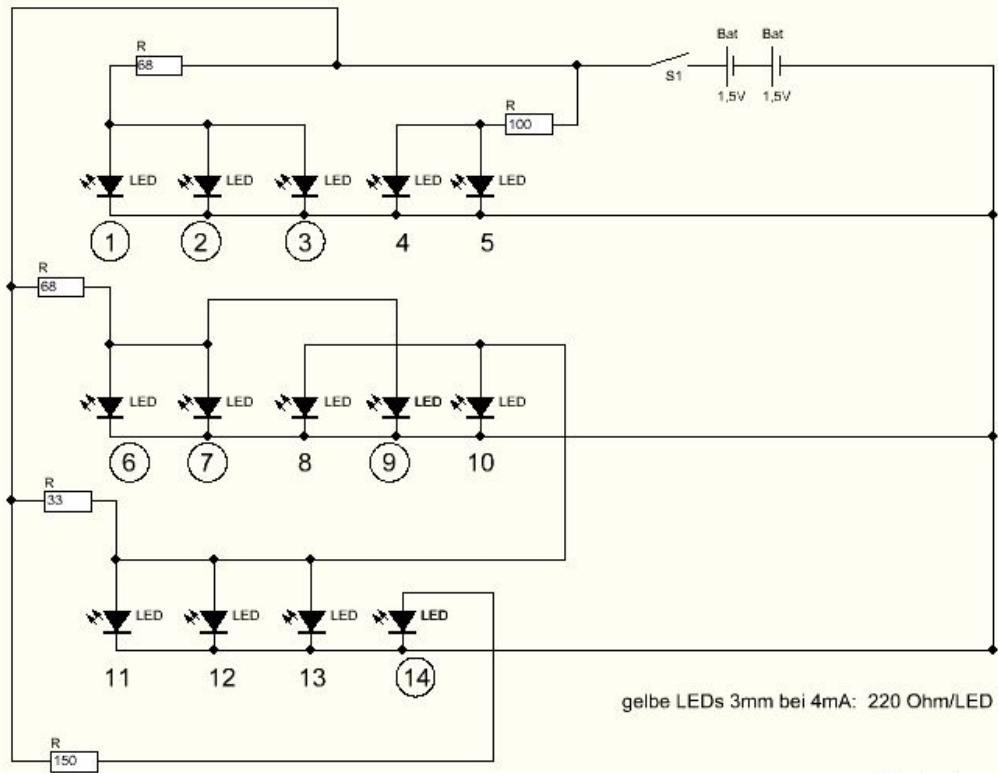 Bat Bat
R
68
S1
1,5V 1,5V
R
100
LED LED LED LED LED
1 2 3 4 5
R
68
LED LED LED LED LED
6 7 8 9 10
R
33
LED LED LED LED
11 12 13 14
gelbe LEDs 3mm bei 4mA: 220 Ohm/LED
R
150